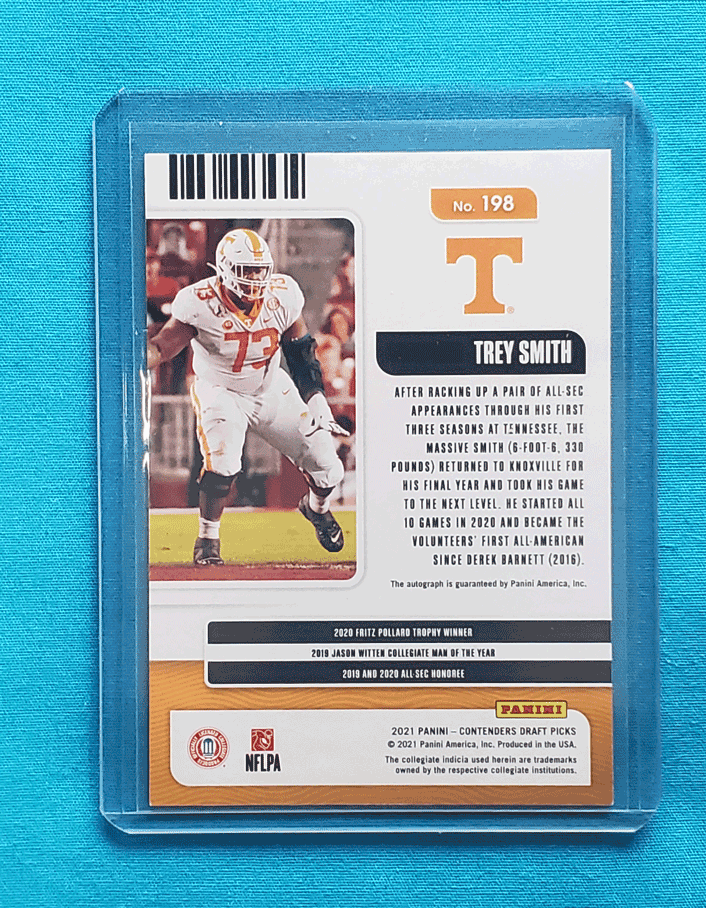 No. 198
T
TREY SMITH
73
73
AFTER RACKING UP A PAIR OF ALL-SEC
APPEARANCES THROUGH HIS FIRST
THREE SEASONS AT TENNESSEE, THE
MASSIVE SMITH (6-FOOT-6, 330
POUNDS) RETURNED TO KNOXVILLE FOR
HIS FINAL YEAR AND TOOK HIS GAME
TO THE NEXT LEVEL. HE STARTED ALL
10 GAMES IN 2020 AND BECAME THE
VOLUNTEERS' FIRST ALL-AMERICAN
SINCE DEREK BARNETT (2016).
The autograph is guaranteed by Panini America, Inc.
2020 FRITZ POLLARD TROPHY WINNER
2019 JASON WITTEN COLLEGIATE MAN OF THE YEAR
2019 AND 2020 ALL-SEC HONOREE
PANINI
2021 PANINI – CONTENDERS DRAFT PICKS
© 2021 Panini America, Inc. Produced in the USA.
The collegiate indicia used herein are trademarks
owned by the respective collegiate institutions.
NFLPA